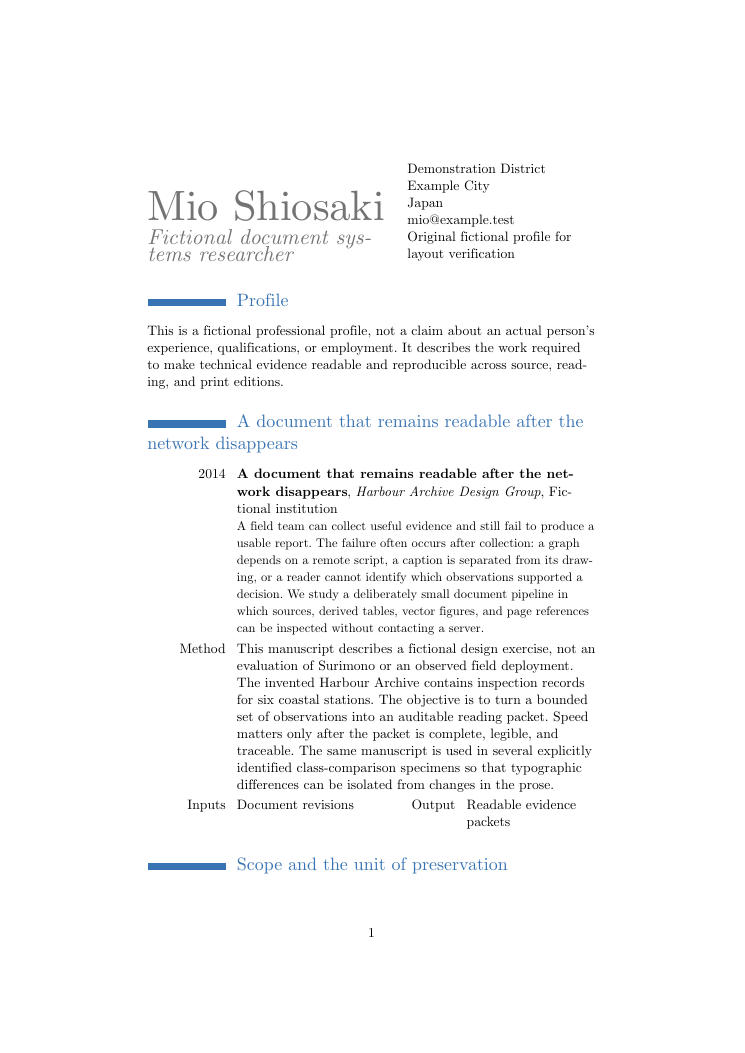 Mio Shiosaki
Fictional document sys-
tems researcher
Demonstration District
Example City
Japan
mio@example.test
Original fictional profile for
layout verification
Profile
This is a fictional professional profile, not a claim about an actual person's
experience, qualifications, or employment. It describes the work required
to make technical evidence readable and reproducible across source, read-
ing, and print editions.
A document that remains readable after the
network disappears
2014 A document that remains readable after the net-
work disappears, Harbour Archive Design Group, Fic-
tional institution
A field team can collect useful evidence and still fail to produce a
usable report. The failure often occurs after collection: a graph
depends on a remote script, a caption is separated from its draw-
ing, or a reader cannot identify which observations supported a
decision. We study a deliberately small document pipeline in
which sources, derived tables, vector figures, and page references
can be inspected without contacting a server.
Method This manuscript describes a fictional design exercise, not an
evaluation of Surimono or an observed field deployment.
The invented Harbour Archive contains inspection records
for six coastal stations. The objective is to turn a bounded
set of observations into an auditable reading packet. Speed
matters only after the packet is complete, legible, and
traceable. The same manuscript is used in several explicitly
identified class-comparison specimens so that typographic
differences can be isolated from changes in the prose.
Inputs Document revisions Output Readable evidence
packets
Scope and the unit of preservation
1